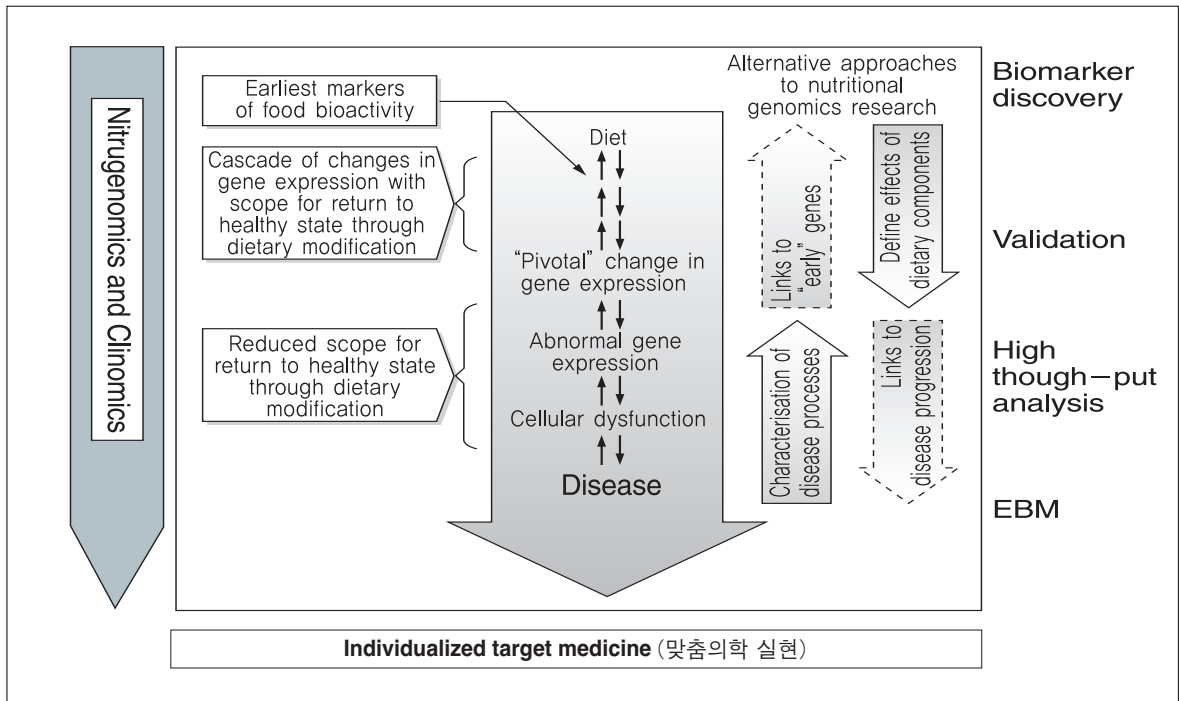 Nitrugenomics and Clinomics
Earliest markers
of food bioactivity
Cascade of changes in
gene expression with
scope for return to
healthy state through
dietary modification
Reduced scope for
return to healthy state
through dietary
modification
Diet
"Pivotal" change in
gene expression
Abnormal gene
expression
Cellular dysfunction
Disease
Alternative approaches
to nutritional
genomics research
Links to
"early" genes
Define effects of
dietary components
Characterisation of
disease processes
Links to
disease progression
Biomarker
discovery
Validation
High
though-put
analysis
EBM
Individualized target medicine (맞춤의학 실현)